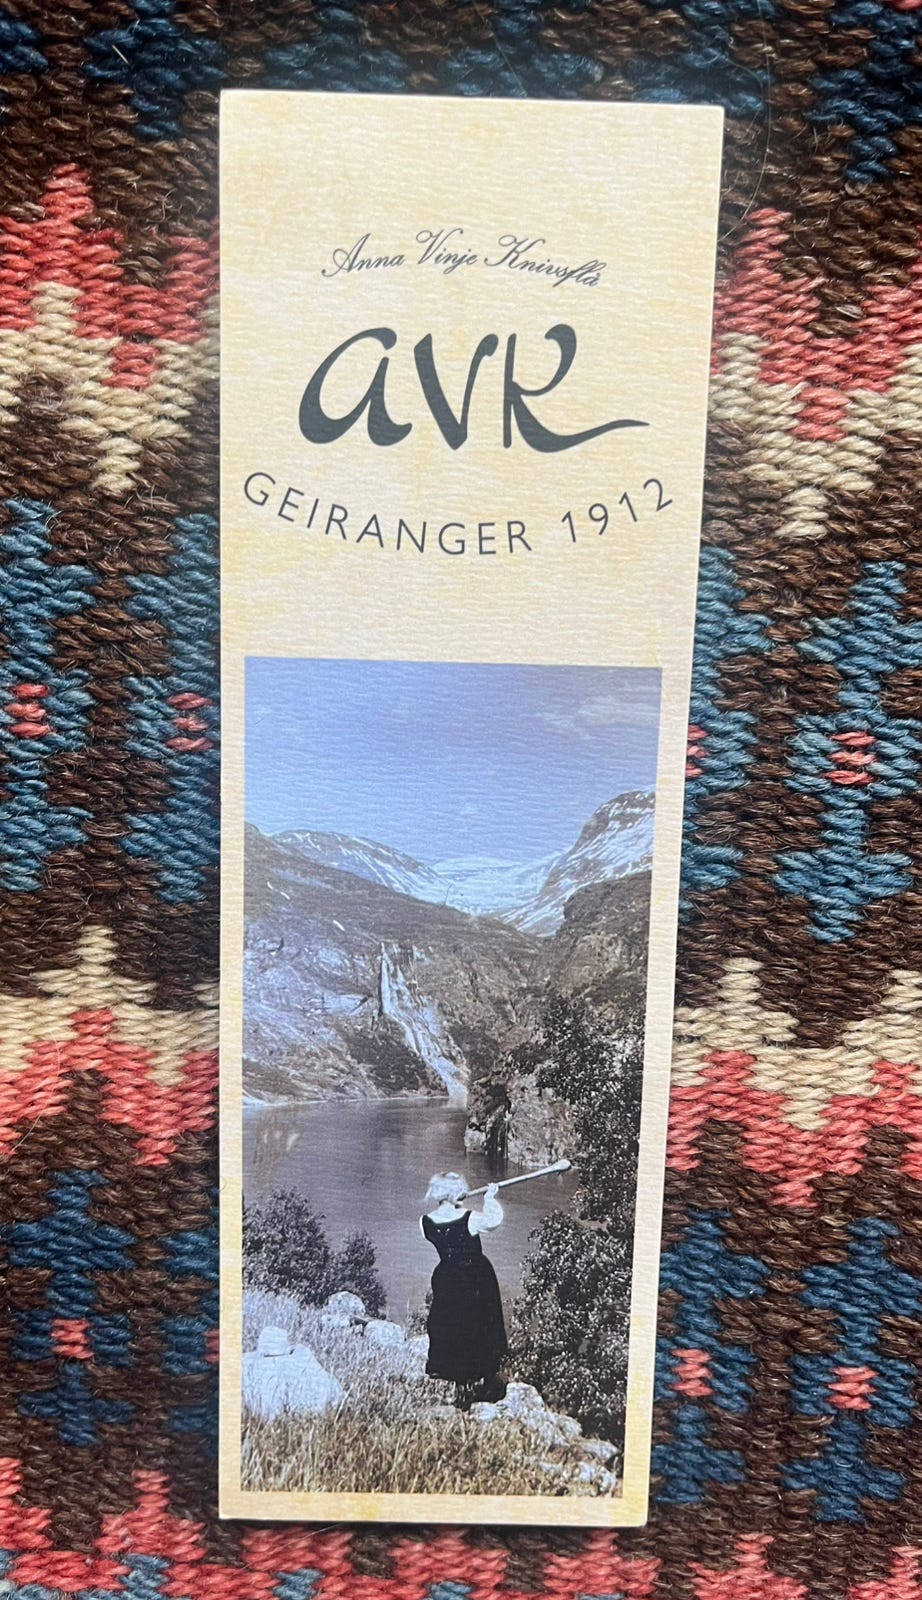 Anna Vinje Knivsflå
avk
GEIRANGER 1912